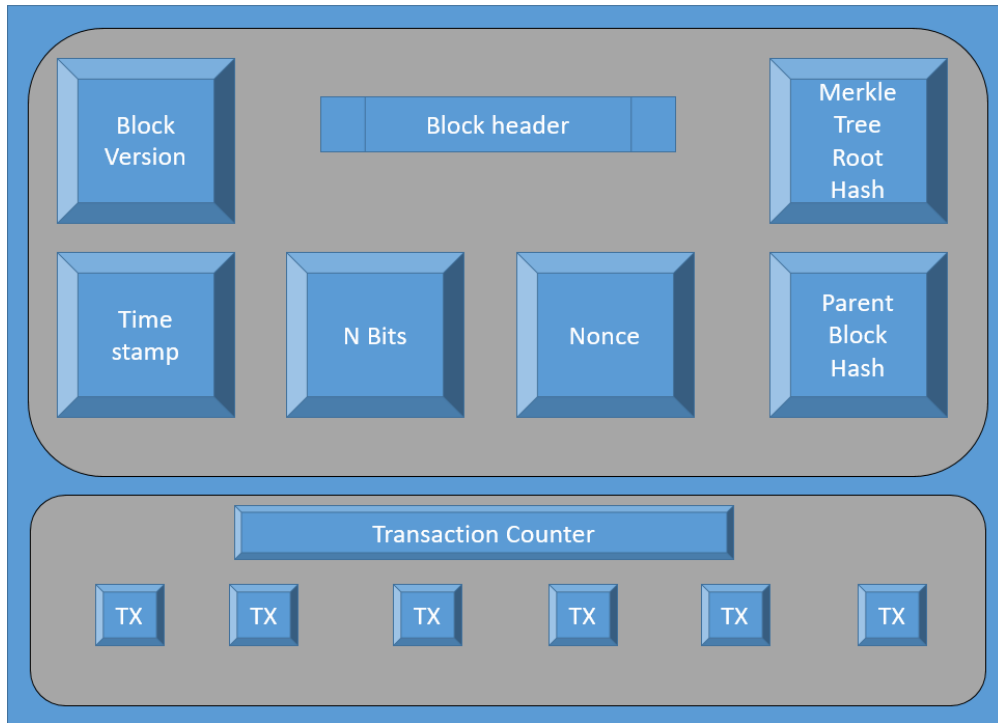 Block
Version
Block header
Merkle
Tree
Root
Hash
Time
stamp
N Bits
Nonce
Parent
Block
Hash
Transaction Counter
TX
TX
TX
TX
TX
TX